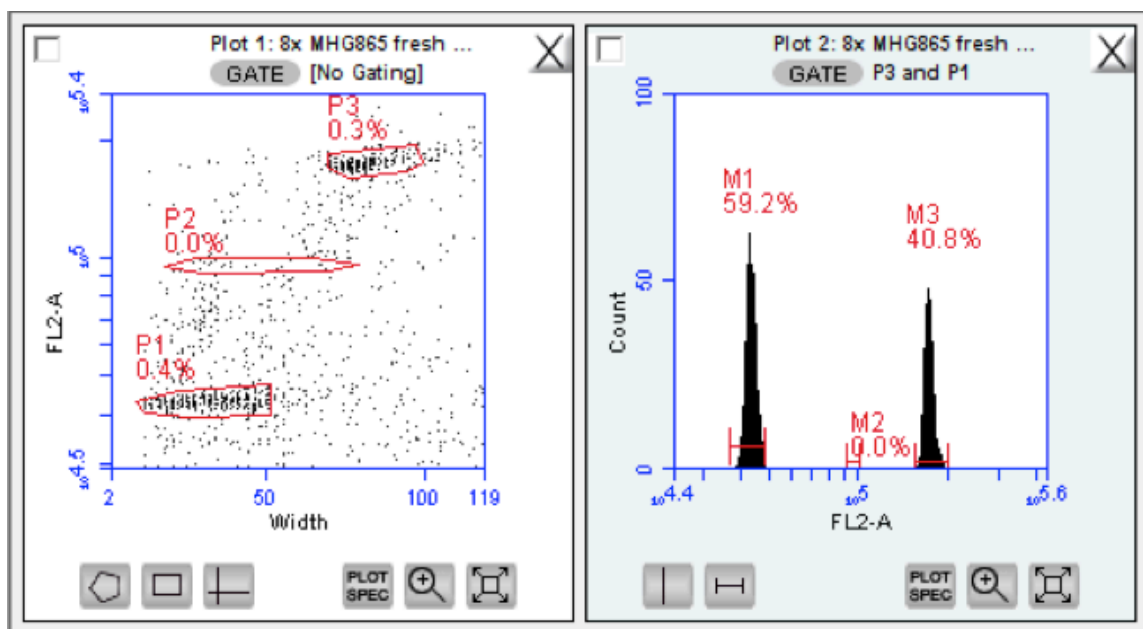 Plot 1: 8x MHG865 fresh ...
GATE [No Gating]
10^5.4
P3
0.3%
P2
0.0%
10^5
FL2-A
P1
0.4%
10^4.5
2 50 100 119
Width
PLOT
SPEC
Plot 2: 8x MHG865 fresh ...
GATE P3 and P1
100
M1
59.2%
M3
40.8%
50
Count
M2
0.0%
0
10^4.4 10^5 10^5.6
FL2-A
PLOT
SPEC